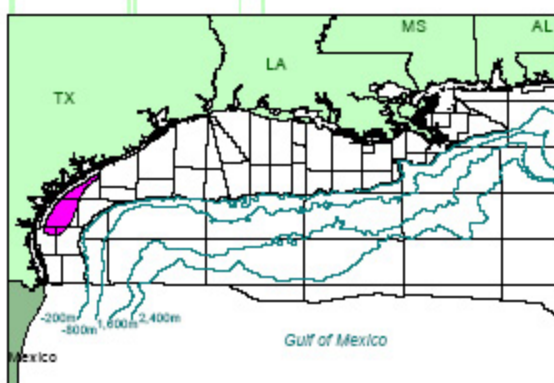 MS
AL
LA
TX
-200m
-800m
1,600m
2,400m
Gulf of Mexico
Mexico